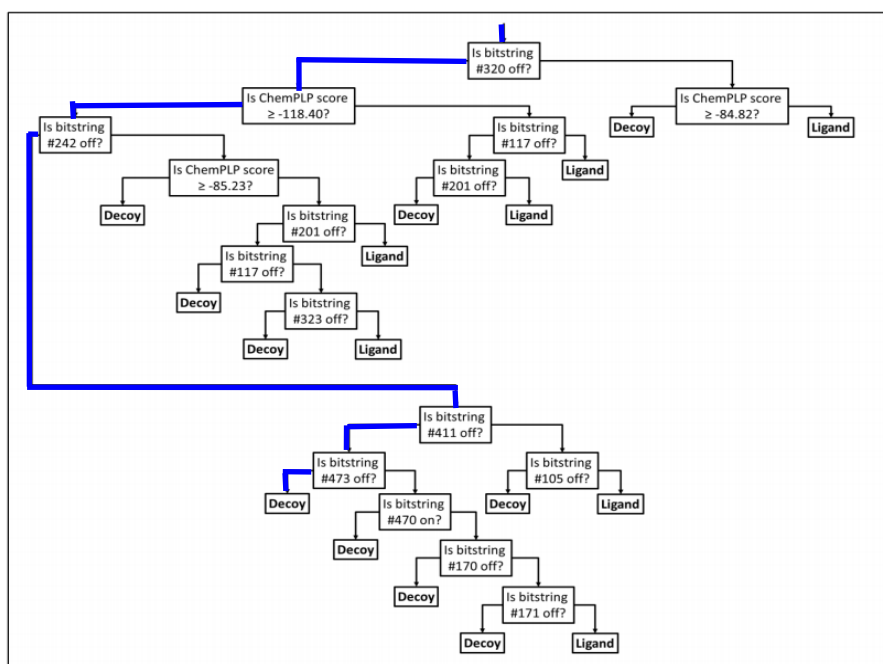 Is bitstring
#320 off?
Is ChemPLP score
≥ -118.40?
Is ChemPLP score
≥ -84.82?
Is bitstring
#242 off?
Is bitstring
#117 off?
Decoy
Ligand
Is ChemPLP score
≥ -85.23?
Is bitstring
#201 off?
Ligand
Decoy
Is bitstring
#201 off?
Decoy
Ligand
Is bitstring
#117 off?
Ligand
Decoy
Is bitstring
#323 off?
Decoy
Ligand
Is bitstring
#411 off?
Is bitstring
#473 off?
Is bitstring
#105 off?
Decoy
Is bitstring
#470 on?
Decoy
Ligand
Decoy
Is bitstring
#170 off?
Decoy
Is bitstring
#171 off?
Decoy
Ligand